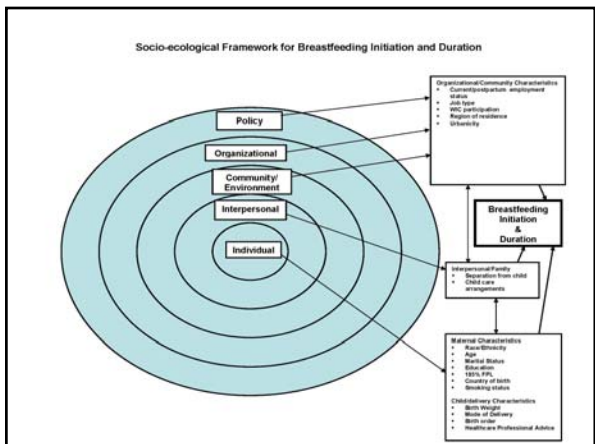 Socio-ecological Framework for Breastfeeding Initiation and Duration
Policy
Organizational
Community/
Environment
Interpersonal
Individual
Organizational/Community Characteristics
• Current/postpartum employment
status
• Job type
• WIC participation
• Region of residence
• Urbanicity
Breastfeeding
Initiation
&
Duration
Interpersonal/Family
• Separation from child
• Child care
arrangements
Maternal Characteristics
• Race/Ethnicity
• Age
• Marital Status
• Education
• 185% FPL
• Country of birth
• Smoking status
Child/delivery Characteristics
• Birth Weight
• Mode of Delivery
• Birth order
• Healthcare Professional Advice